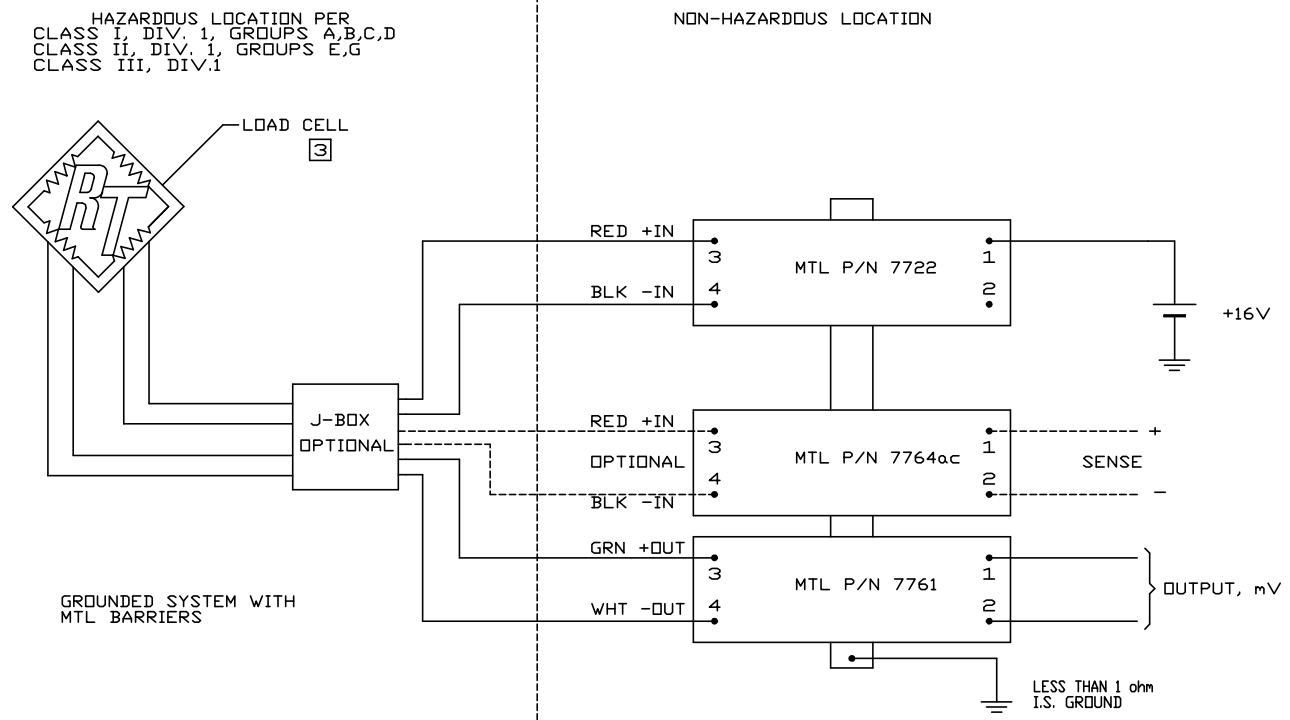 HAZARDOUS LOCATION PER
CLASS I, DIV. 1, GROUPS A,B,C,D
CLASS II, DIV. 1, GROUPS E,G
CLASS III, DIV.1
NON-HAZARDOUS LOCATION
LOAD CELL
3
RT
RED +IN
3
MTL P/N 7722
1
BLK -IN
4
2
+16V
J-BOX
OPTIONAL
RED +IN
3
MTL P/N 7764ac
1
+
OPTIONAL
SENSE
4
2
BLK -IN
-
GRN +OUT
3
MTL P/N 7761
1
OUTPUT, mV
WHT -OUT
4
2
GROUNDED SYSTEM WITH
MTL BARRIERS
LESS THAN 1 ohm
I.S. GROUND